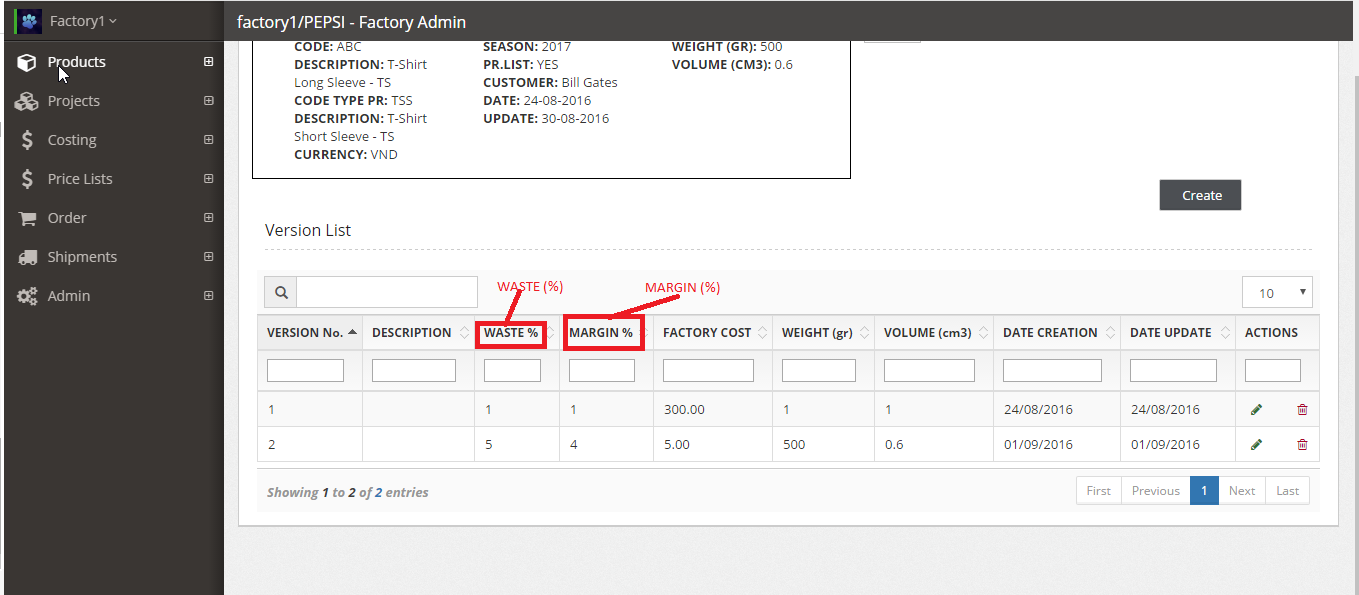 Factory1
factory1/PEPSI - Factory Admin
Products
Projects
Costing
Price Lists
Order
Shipments
Admin
CODE: ABC
DESCRIPTION: T-Shirt
Long Sleeve - TS
CODE TYPE PR: TSS
DESCRIPTION: T-Shirt
Short Sleeve - TS
CURRENCY: VND
SEASON: 2017
PR.LIST: YES
CUSTOMER: Bill Gates
DATE: 24-08-2016
UPDATE: 30-08-2016
WEIGHT (GR): 500
VOLUME (CM3): 0.6
Create
Version List
WASTE (%)
MARGIN (%)
10
VERSION No. DESCRIPTION WASTE % MARGIN % FACTORY COST WEIGHT (gr) VOLUME (cm3) DATE CREATION DATE UPDATE ACTIONS
1 1 1 300.00 1 1 24/08/2016 24/08/2016
2 5 4 5.00 500 0.6 01/09/2016 01/09/2016
Showing 1 to 2 of 2 entries
First Previous 1 Next Last